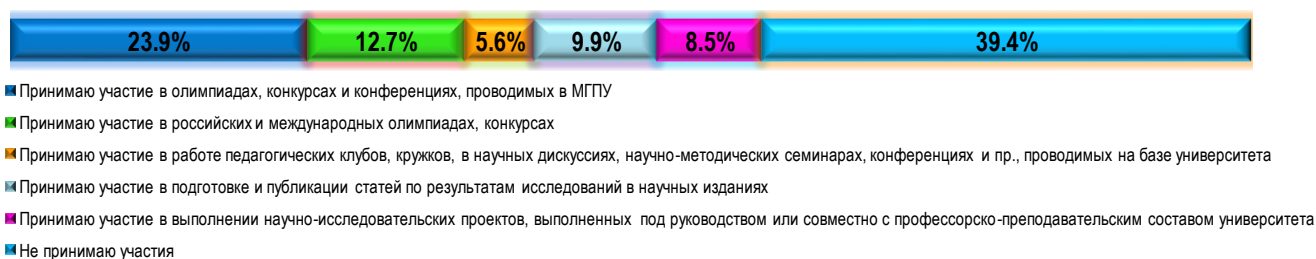 23.9% 12.7% 5.6% 9.9% 8.5% 39.4%
Принимаю участие в олимпиадах, конкурсах и конференциях, проводимых в МГПУ
Принимаю участие в российских и международных олимпиадах, конкурсах
Принимаю участие в работе педагогических клубов, кружков, в научных дискуссиях, научно-методических семинарах, конференциях и пр., проводимых на базе университета
Принимаю участие в подготовке и публикации статей по результатам исследований в научных изданиях
Принимаю участие в выполнении научно-исследовательских проектов, выполненных под руководством или совместно с профессорско-преподавательским составом университета
Не принимаю участия